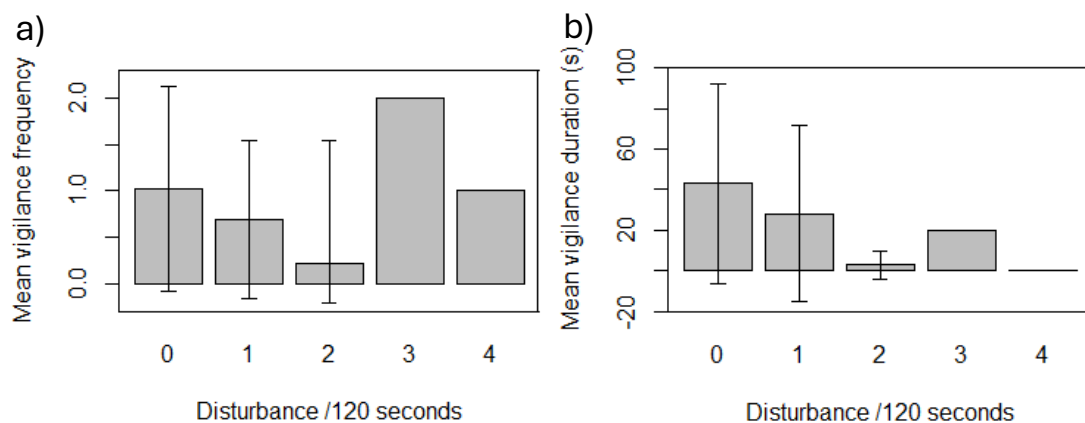 a)
Mean vigilance frequency
2.0
1.0
0.0
0 1 2 3 4
Disturbance /120 seconds
b)
Mean vigilance duration (s)
100
60
20
-20
0 1 2 3 4
Disturbance /120 seconds